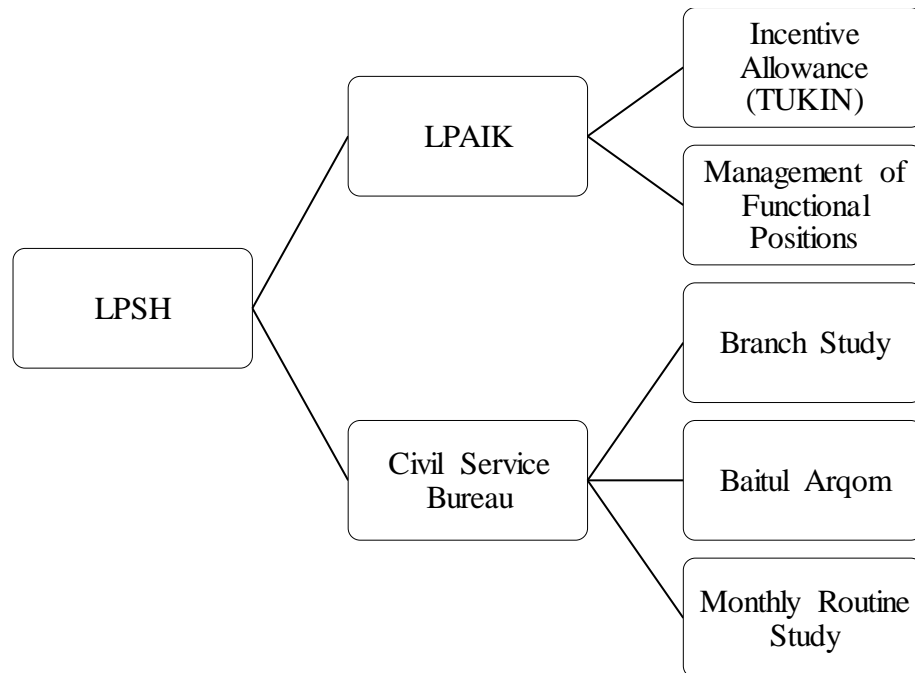 LPSH
LPAIK
Incentive
Allowance
(TUKIN)
Management of
Functional
Positions
Civil Service
Bureau
Branch Study
Baitul Arqom
Monthly Routine
Study